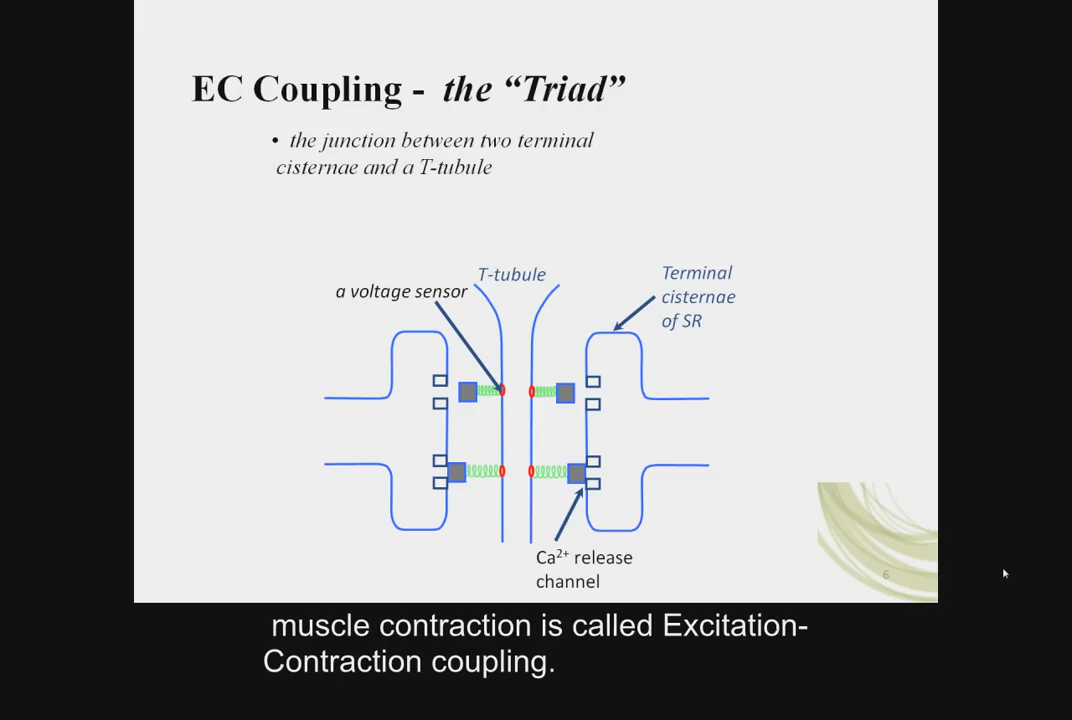 EC Coupling - the “Triad”
• the junction between two terminal
cisternae and a T-tubule
T-tubule
a voltage sensor
Terminal
cisternae
of SR
Ca²⁺ release
channel
6
muscle contraction is called Excitation-
Contraction coupling.